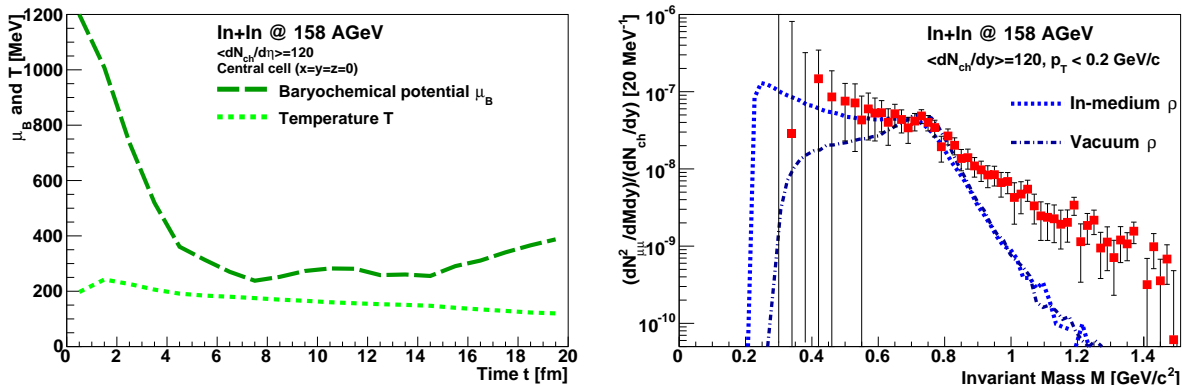 μ_B and T [MeV]
1200
1000
800
600
400
200
0
In+In @ 158 AGeV
<dN_ch/dη>=120
Central cell (x=y=z=0)
Baryochemical potential μ_B
Temperature T
0 2 4 6 8 10 12 14 16 18 20
Time t [fm]
(dN²_μμ/dMdy)/(dN_ch/dy) [20 MeV⁻¹]
10⁻⁶
10⁻⁷
10⁻⁸
10⁻⁹
10⁻¹⁰
In+In @ 158 AGeV
<dN_ch/dy>=120, p_T < 0.2 GeV/c
In-medium ρ
Vacuum ρ
0 0.2 0.4 0.6 0.8 1 1.2 1.4
Invariant Mass M [GeV/c²]